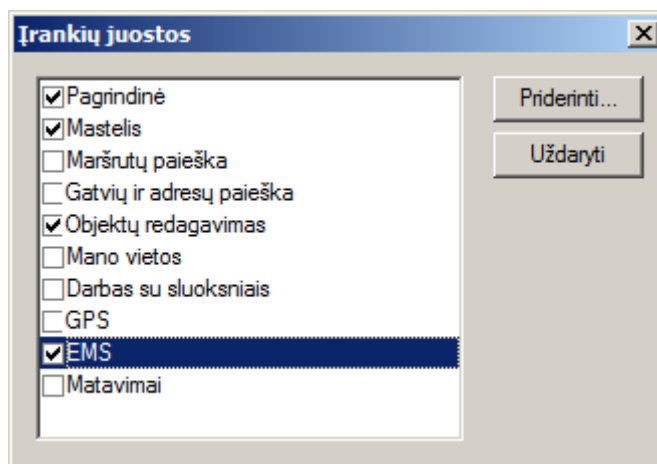 Įrankių juostos
Pagrindinė
Mastelis
Maršrutų paieška
Gatvių ir adresų paieška
Objektų redagavimas
Mano vietos
Darbas su sluoksniais
GPS
EMS
Matavimai
Priderinti...
Uždaryti